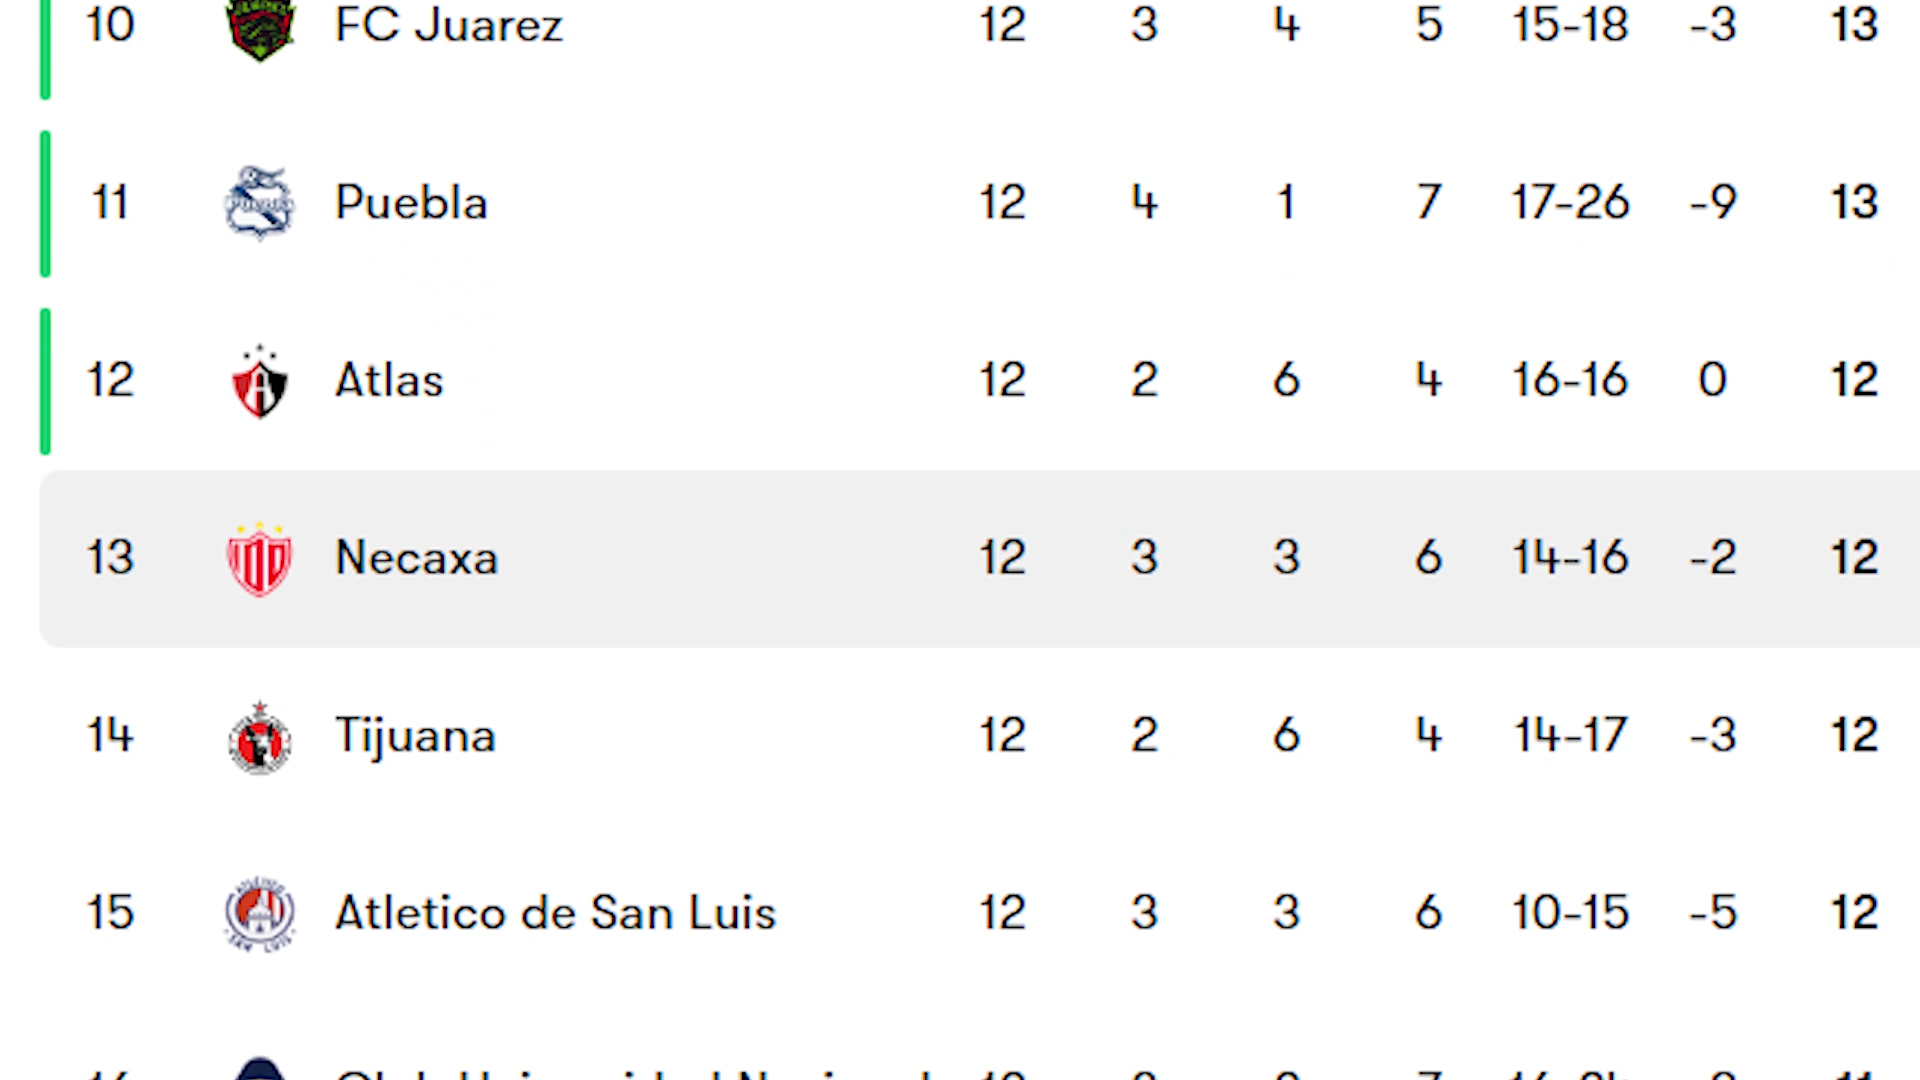 10 FC Juarez 12 3 4 5 15-18 -3 13
11 Puebla 12 4 1 7 17-26 -9 13
12 Atlas 12 2 6 4 16-16 0 12
13 Necaxa 12 3 3 6 14-16 -2 12
14 Tijuana 12 2 6 4 14-17 -3 12
15 Atletico de San Luis 12 3 3 6 10-15 -5 12